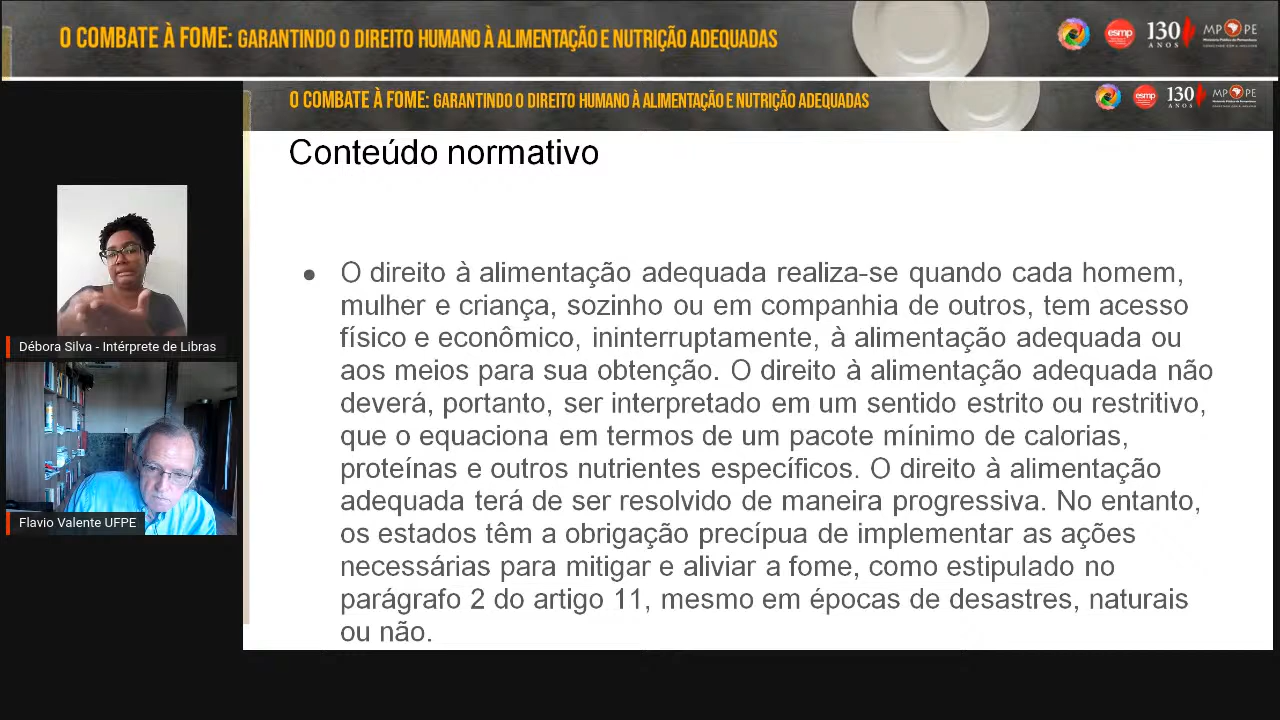 O COMBATE À FOME: GARANTINDO O DIREITO HUMANO À ALIMENTAÇÃO E NUTRIÇÃO ADEQUADAS
esmp
130
ANOS
MPPE
Ministério Público de Pernambuco
O COMBATE À FOME: GARANTINDO O DIREITO HUMANO À ALIMENTAÇÃO E NUTRIÇÃO ADEQUADAS
esmp
130
ANOS
MPPE
Conteúdo normativo
Débora Silva - Intérprete de Libras
Flavio Valente UFPE
● O direito à alimentação adequada realiza-se quando cada homem,
mulher e criança, sozinho ou em companhia de outros, tem acesso
físico e econômico, ininterruptamente, à alimentação adequada ou
aos meios para sua obtenção. O direito à alimentação adequada não
deverá, portanto, ser interpretado em um sentido estrito ou restritivo,
que o equaciona em termos de um pacote mínimo de calorias,
proteínas e outros nutrientes específicos. O direito à alimentação
adequada terá de ser resolvido de maneira progressiva. No entanto,
os estados têm a obrigação precípua de implementar as ações
necessárias para mitigar e aliviar a fome, como estipulado no
parágrafo 2 do artigo 11, mesmo em épocas de desastres, naturais
ou não.